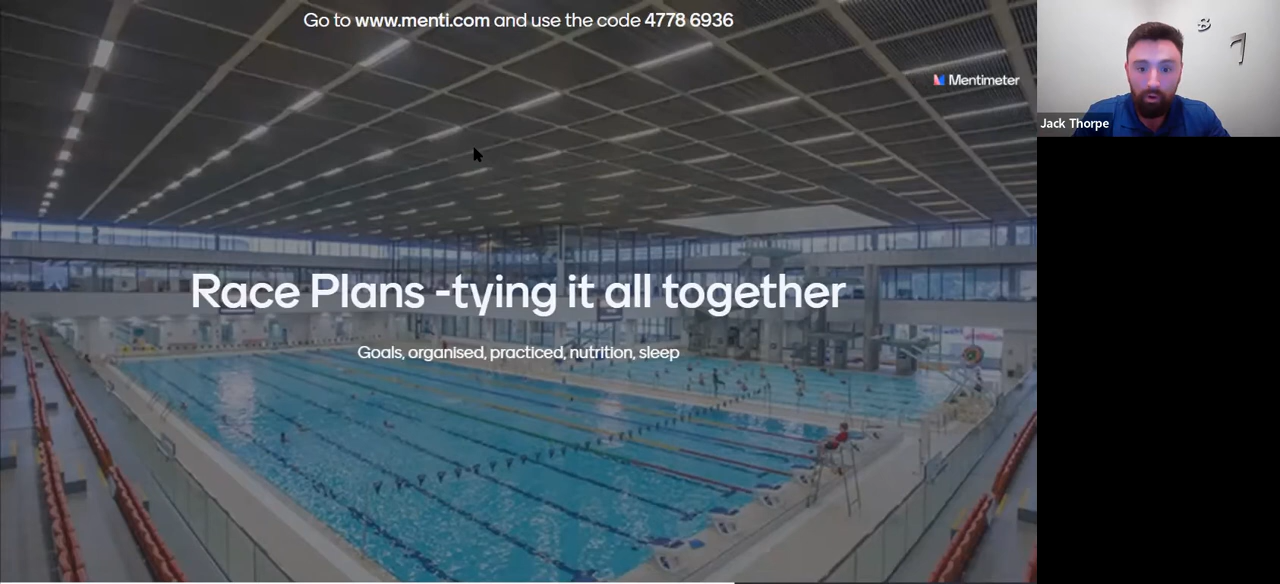 Go to www.menti.com and use the code 4778 6936
Mentimeter
Jack Thorpe
Race Plans -tying it all together
Goals, organised, practiced, nutrition, sleep